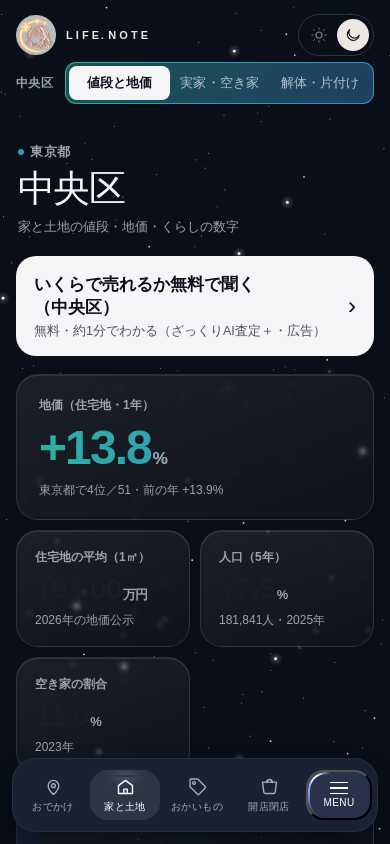 LIFE.NOTE
中央区
値段と地価
実家・空き家
解体・片付け
東京都
中央区
家と土地の値段・地価・くらしの数字
いくらで売れるか無料で聞く
（中央区）
無料・約1分でわかる（ざっくりAI査定＋・広告）
›
地価（住宅地・1年）
+13.8%
東京都で4位／51・前の年 +13.9%
住宅地の平均（1㎡）
万円
2026年の地価公示
人口（5年）
%
181,841人・2025年
空き家の割合
%
2023年
おでかけ
家と土地
おかいもの
開店閉店
MENU